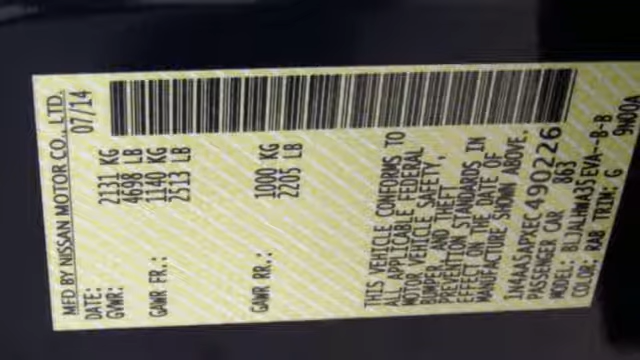 MFD BY NISSAN MOTOR CO., LTD.
DATE: 07/14
GVWR: 2131 KG
4698 LB
GAWR FR.: 1140 KG
2513 LB
GAWR RR.: 1000 KG
2205 LB
THIS VEHICLE CONFORMS TO
ALL APPLICABLE FEDERAL
MOTOR VEHICLE SAFETY,
BUMPER, AND THEFT
PREVENTION STANDARDS IN
EFFECT ON THE DATE OF
MANUFACTURE SHOWN ABOVE.
1N4AA5APXEC490226
PASSENGER CAR 863
MODEL: BLJALHWA35EVA--B-B
COLOR: RAB TRIM: G 9N00A